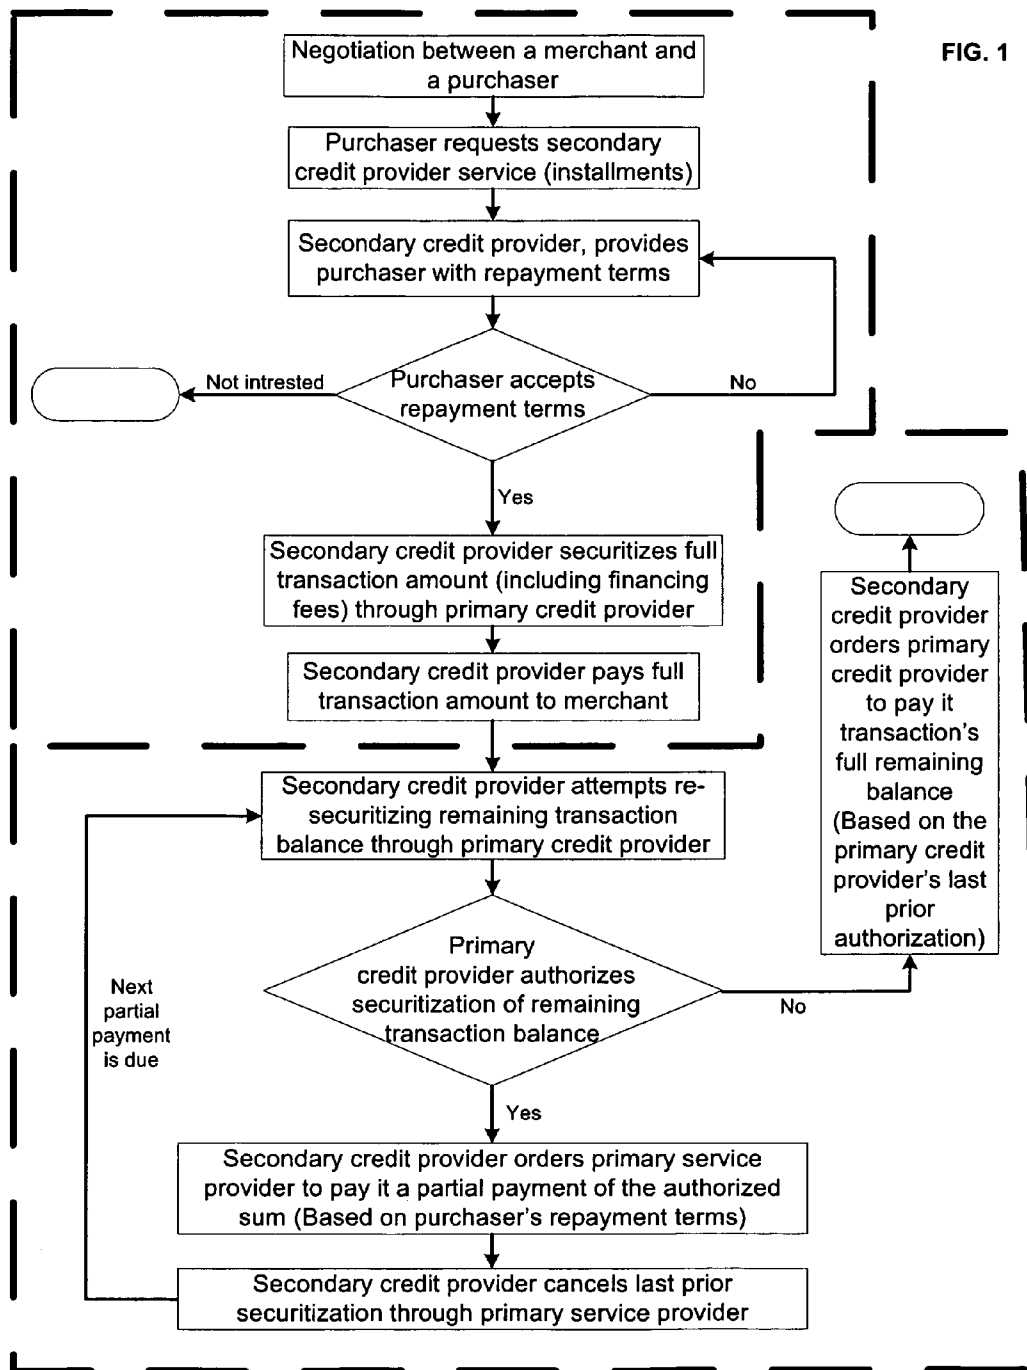 FIG. 1
Negotiation between a merchant and
a purchaser
Purchaser requests secondary
credit provider service (installments)
Secondary credit provider, provides
purchaser with repayment terms
Purchaser accepts
repayment terms
Not intrested
No
Yes
Secondary credit provider securitizes full
transaction amount (including financing
fees) through primary credit provider
Secondary credit provider pays full
transaction amount to merchant
Secondary credit provider attempts re-
securitizing remaining transaction
balance through primary credit provider
Primary
credit provider authorizes
securitization of remaining
transaction balance
No
Secondary
credit provider
orders primary
credit provider
to pay it
transaction's
full remaining
balance
(Based on the
primary credit
provider's last
prior
authorization)
Yes
Secondary credit provider orders primary service
provider to pay it a partial payment of the authorized
sum (Based on purchaser's repayment terms)
Secondary credit provider cancels last prior
securitization through primary service provider
Next
partial
payment
is due